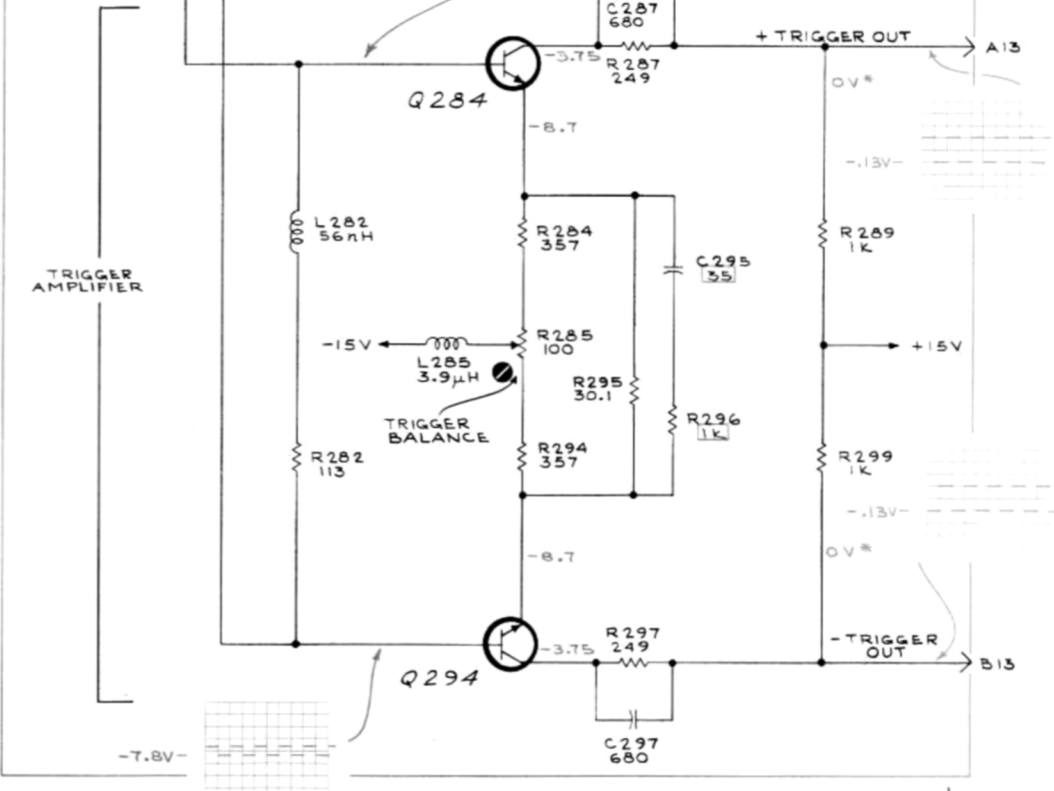 C287
680
+ TRIGGER OUT
A13
-3.75
R287
249
Q284
0V*
-8.7
-.13V-
L282
56nH
R284
357
R289
1K
C295
35
TRIGGER
AMPLIFIER
-15V
R285
100
+15V
L285
3.9μH
R295
30.1
TRIGGER
BALANCE
R296
1K
R282
113
R294
357
R299
1K
-.13V-
-8.7
0V*
R297
249
-TRIGGER
OUT
-3.75
B13
Q294
-7.8V-
C297
680